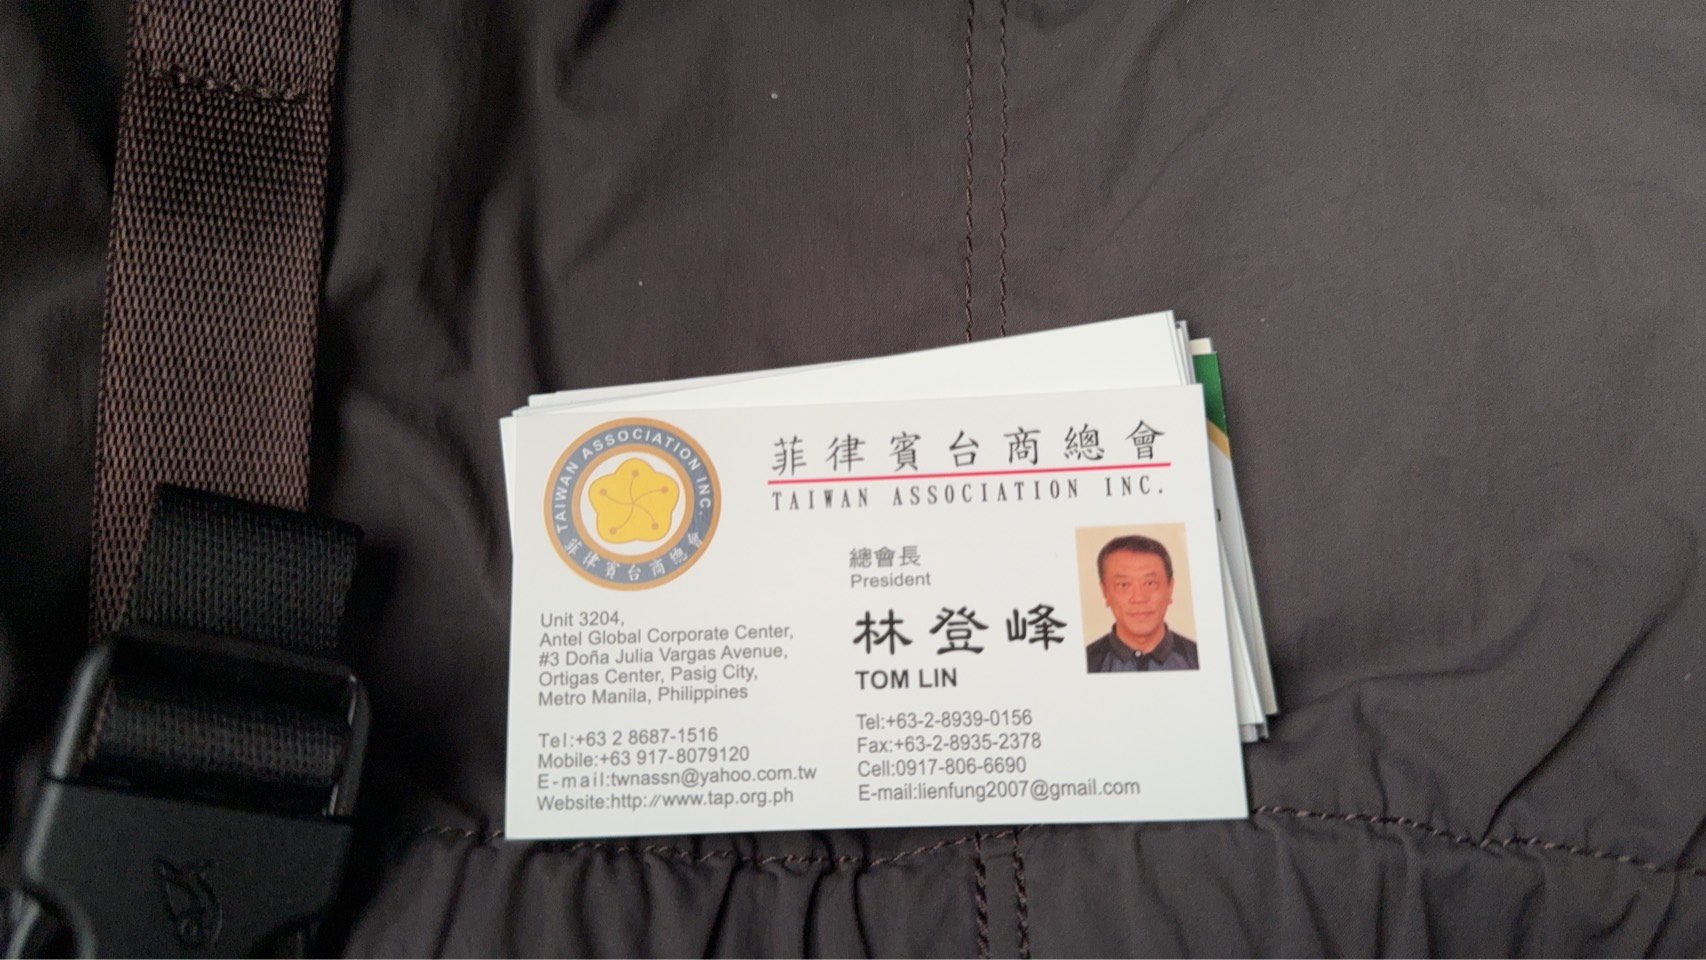 TAIWAN ASSOCIATION INC.
菲律賓台商總會
菲律賓台商總會
TAIWAN ASSOCIATION INC.
總會長
President
林登峰
TOM LIN
Unit 3204,
Antel Global Corporate Center,
#3 Doña Julia Vargas Avenue,
Ortigas Center, Pasig City,
Metro Manila, Philippines
Tel:+63 2 8687-1516
Mobile:+63 917-8079120
E-mail:twnassn@yahoo.com.tw
Website:http://www.tap.org.ph
Tel:+63-2-8939-0156
Fax:+63-2-8935-2378
Cell:0917-806-6690
E-mail:lienfung2007@gmail.com